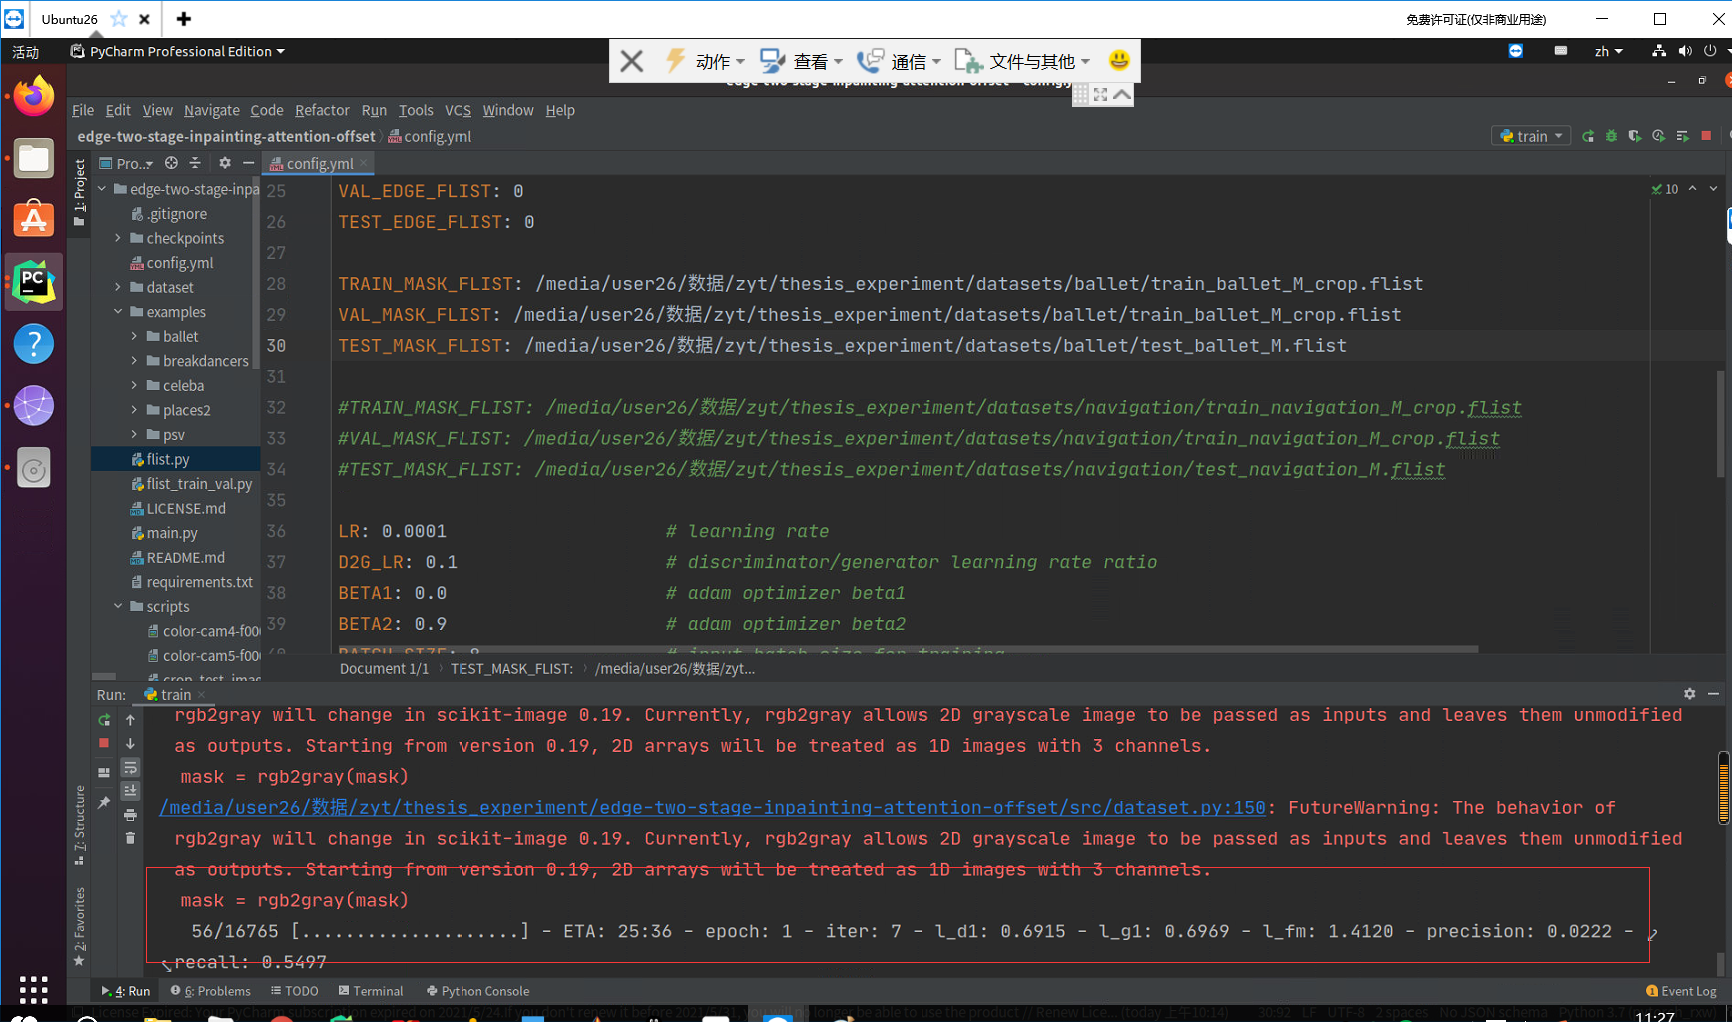 Ubuntu26
免费许可证(仅非商业用途)
活动
PyCharm Professional Edition
动作
查看
通信
文件与其他
zh
File Edit View Navigate Code Refactor Run Tools VCS Window Help
edge-two-stage-inpainting-attention-offset
config.yml
train
1: Project
Pro..
config.yml
edge-two-stage-inpa
.gitignore
checkpoints
config.yml
dataset
examples
ballet
breakdancers
celeba
places2
psv
flist.py
flist_train_val.py
LICENSE.md
main.py
README.md
requirements.txt
scripts
color-cam4-f00
color-cam5-f00
crop_test_imag
10
25 VAL_EDGE_FLIST: 0
26 TEST_EDGE_FLIST: 0
27
28 TRAIN_MASK_FLIST: /media/user26/数据/zyt/thesis_experiment/datasets/ballet/train_ballet_M_crop.flist
29 VAL_MASK_FLIST: /media/user26/数据/zyt/thesis_experiment/datasets/ballet/train_ballet_M_crop.flist
30 TEST_MASK_FLIST: /media/user26/数据/zyt/thesis_experiment/datasets/ballet/test_ballet_M.flist
31
32 #TRAIN_MASK_FLIST: /media/user26/数据/zyt/thesis_experiment/datasets/navigation/train_navigation_M_crop.flist
33 #VAL_MASK_FLIST: /media/user26/数据/zyt/thesis_experiment/datasets/navigation/train_navigation_M_crop.flist
34 #TEST_MASK_FLIST: /media/user26/数据/zyt/thesis_experiment/datasets/navigation/test_navigation_M.flist
35
36 LR: 0.0001 # learning rate
37 D2G_LR: 0.1 # discriminator/generator learning rate ratio
38 BETA1: 0.0 # adam optimizer beta1
39 BETA2: 0.9 # adam optimizer beta2
40 BATCH_SIZE: 8 # input batch size for training
Document 1/1 TEST_MASK_FLIST: /media/user26/数据/zyt...
Run: train
rgb2gray will change in scikit-image 0.19. Currently, rgb2gray allows 2D grayscale image to be passed as inputs and leaves them unmodified
as outputs. Starting from version 0.19, 2D arrays will be treated as 1D images with 3 channels.
mask = rgb2gray(mask)
/media/user26/数据/zyt/thesis_experiment/edge-two-stage-inpainting-attention-offset/src/dataset.py:150: FutureWarning: The behavior of
rgb2gray will change in scikit-image 0.19. Currently, rgb2gray allows 2D grayscale image to be passed as inputs and leaves them unmodified
as outputs. Starting from version 0.19, 2D arrays will be treated as 1D images with 3 channels.
mask = rgb2gray(mask)
56/16765 [.....................] - ETA: 25:36 - epoch: 1 - iter: 7 - l_d1: 0.6915 - l_g1: 0.6969 - l_fm: 1.4120 - precision: 0.0222 -
recall: 0.5497
7: Structure
2: Favorites
4: Run 6: Problems TODO Terminal Python Console
1 Event Log
11:27